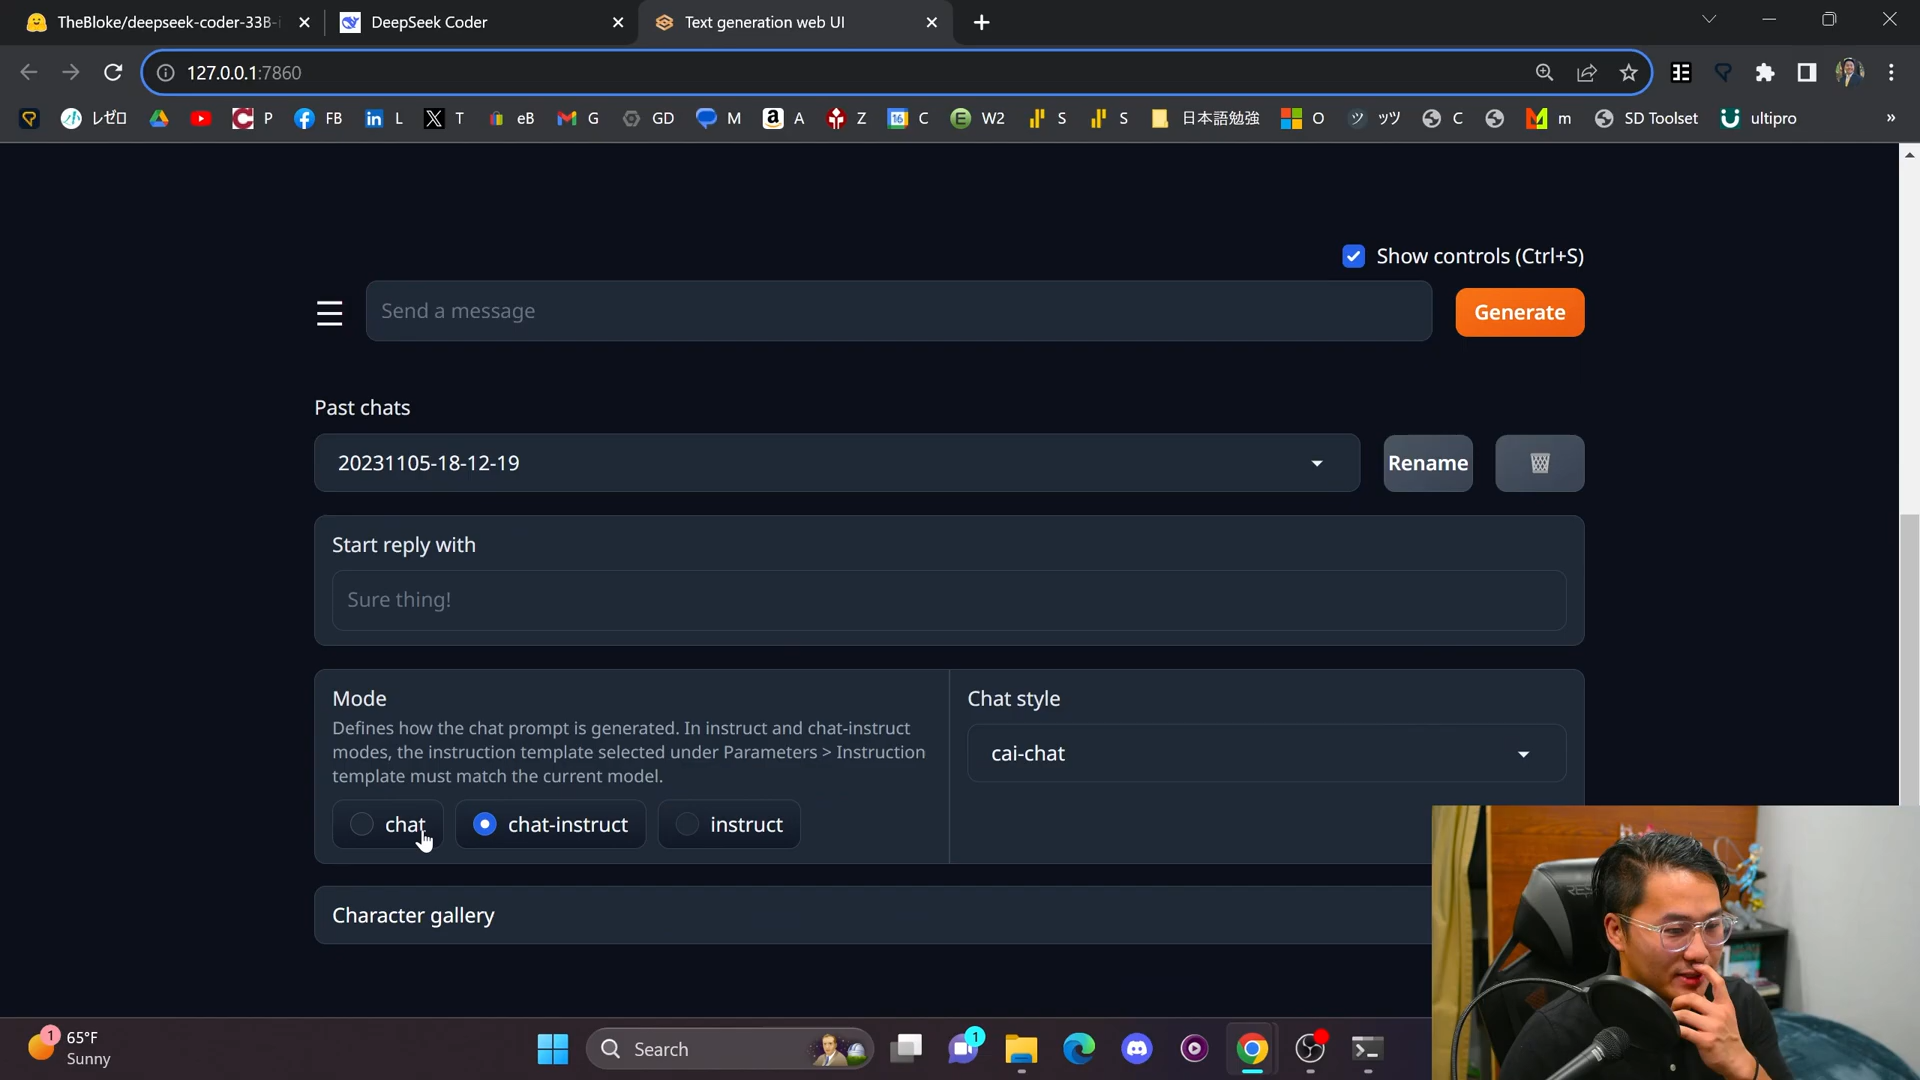 TheBloke/deepseek-coder-33B-i
DeepSeek Coder
Text generation web UI
127.0.0.1:7860
レゼロ
P
FB
L
T
eB
G
GD
M
A
Z
16
C
W2
S
S
日本語勉強
O
ッツ
C
m
SD Toolset
ultipro
»
Show controls (Ctrl+S)
Send a message
Generate
Past chats
20231105-18-12-19
Rename
Start reply with
Sure thing!
Mode
Chat style
Defines how the chat prompt is generated. In instruct and chat-instruct
modes, the instruction template selected under Parameters > Instruction
template must match the current model.
cai-chat
chat
chat-instruct
instruct
Character gallery
1
65°F
Sunny
Search
1